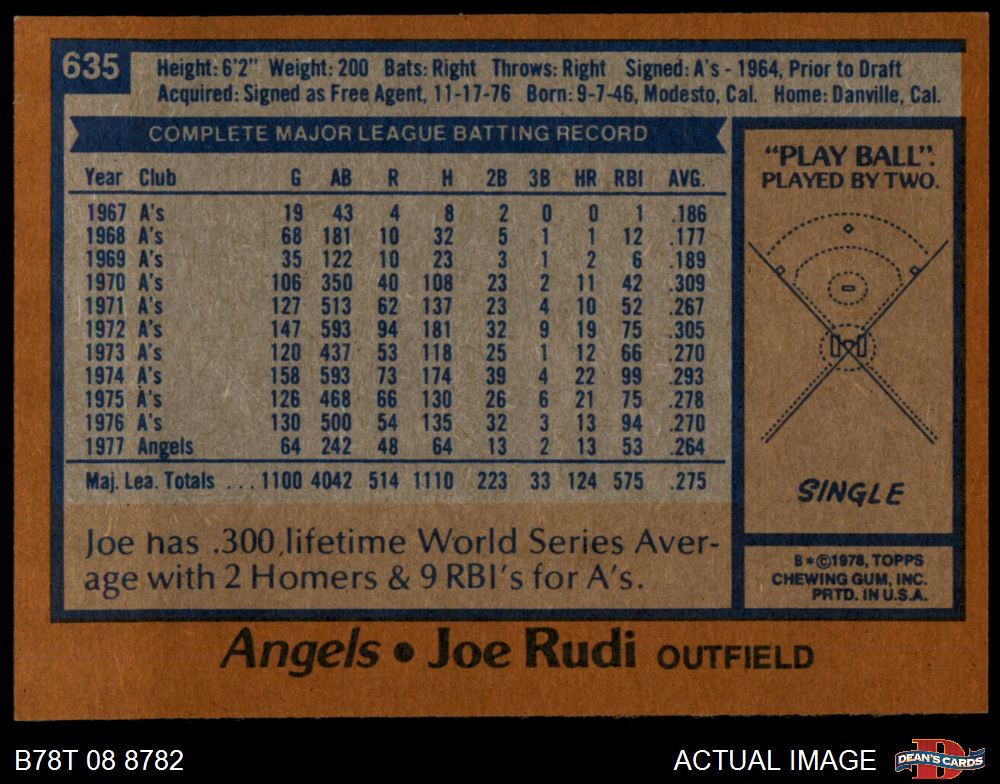 635
Height: 6'2" Weight: 200 Bats: Right Throws: Right Signed: A's - 1964, Prior to Draft
Acquired: Signed as Free Agent, 11-17-76 Born: 9-7-46, Modesto, Cal. Home: Danville, Cal.
COMPLETE MAJOR LEAGUE BATTING RECORD
Year Club G AB R H 2B 3B HR RBI AVG.
1967 A's 19 43 4 8 2 0 0 1 .186
1968 A's 68 181 10 32 5 1 1 12 .177
1969 A's 35 122 10 23 3 1 2 6 .189
1970 A's 106 350 40 108 23 2 11 42 .309
1971 A's 127 513 62 137 23 4 10 52 .267
1972 A's 147 593 94 181 32 9 19 75 .305
1973 A's 120 437 53 118 25 1 12 66 .270
1974 A's 158 593 73 174 39 4 22 99 .293
1975 A's 126 468 66 130 26 6 21 75 .278
1976 A's 130 500 54 135 32 3 13 94 .270
1977 Angels 64 242 48 64 13 2 13 53 .264
Maj. Lea. Totals ... 1100 4042 514 1110 223 33 124 575 .275
Joe has .300 lifetime World Series Aver-
age with 2 Homers & 9 RBI's for A's.
"PLAY BALL".
PLAYED BY TWO.
SINGLE
B*©1978, TOPPS
CHEWING GUM, INC.
PRTD. IN U.S.A.
Angels • Joe Rudi OUTFIELD
B78T 08 8782
ACTUAL IMAGE
D
DEAN'S CARDS